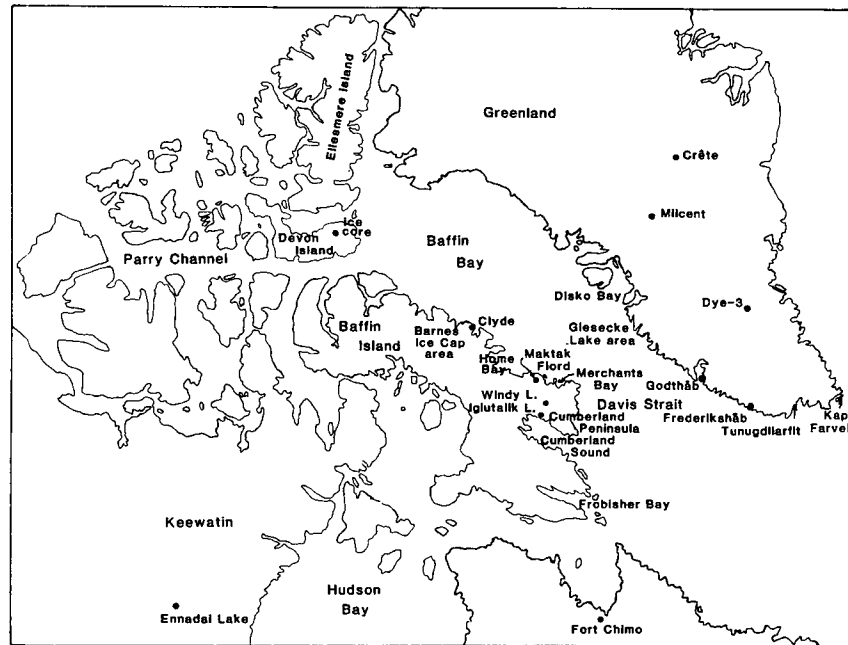 Ellesmere Island
Greenland
Crête
Milcent
Ice
core
Devon
Island
Baffin
Bay
Parry Channel
Disko Bay
Dye-3
Baffin
Island
Barnes
Ice Cap
area
Clyde
Giesecke
Lake area
Home
Bay
Maktak
Fiord
Merchants
Bay
Godthåb
Windy L.
Iglutalik L.
Davis Strait
Cumberland
Peninsula
Frederikshåb
Tunugdliarfit
Kap
Farvel
Cumberland
Sound
Frobisher Bay
Keewatin
Hudson
Bay
Ennadai Lake
Fort Chimo